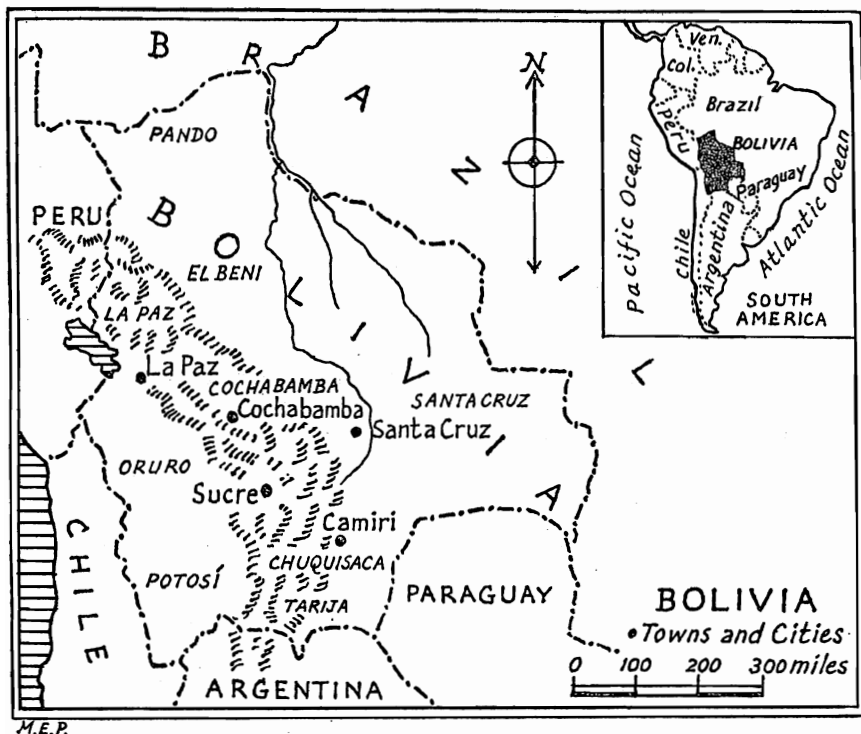 BRAZIL
BOLIVIA
PANDO
PERU
EL BENI
LA PAZ
La Paz
COCHABAMBA
Cochabamba
SANTA CRUZ
Santa Cruz
ORURO
Sucre
Camiri
CHUQUISACA
POTOSÍ
TARIJA
CHILE
PARAGUAY
ARGENTINA
N
Ven.
Col.
Brazil
Peru
BOLIVIA
Paraguay
Chile
Argentina
Pacific Ocean
Atlantic Ocean
SOUTH
AMERICA
BOLIVIA
Towns and Cities
0 100 200 300 miles
M.E.P.